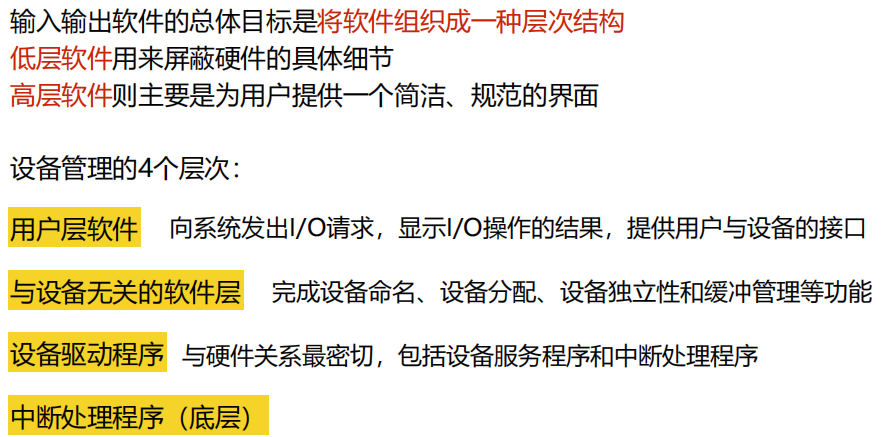 输入输出软件的总体目标是将软件组织成一种层次结构
低层软件用来屏蔽硬件的具体细节
高层软件则主要是为用户提供一个简洁、规范的界面
设备管理的4个层次：
用户层软件 向系统发出I/O请求，显示I/O操作的结果，提供用户与设备的接口
与设备无关的软件层 完成设备命名、设备分配、设备独立性和缓冲管理等功能
设备驱动程序 与硬件关系最密切，包括设备服务程序和中断处理程序
中断处理程序（底层）